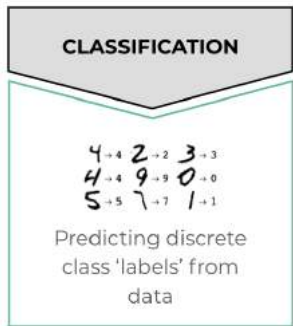 CLASSIFICATION
4→4 2→2 3→3
4→4 9→9 0→0
5→5 7→7 1→1
Predicting discrete
class ‘labels’ from
data